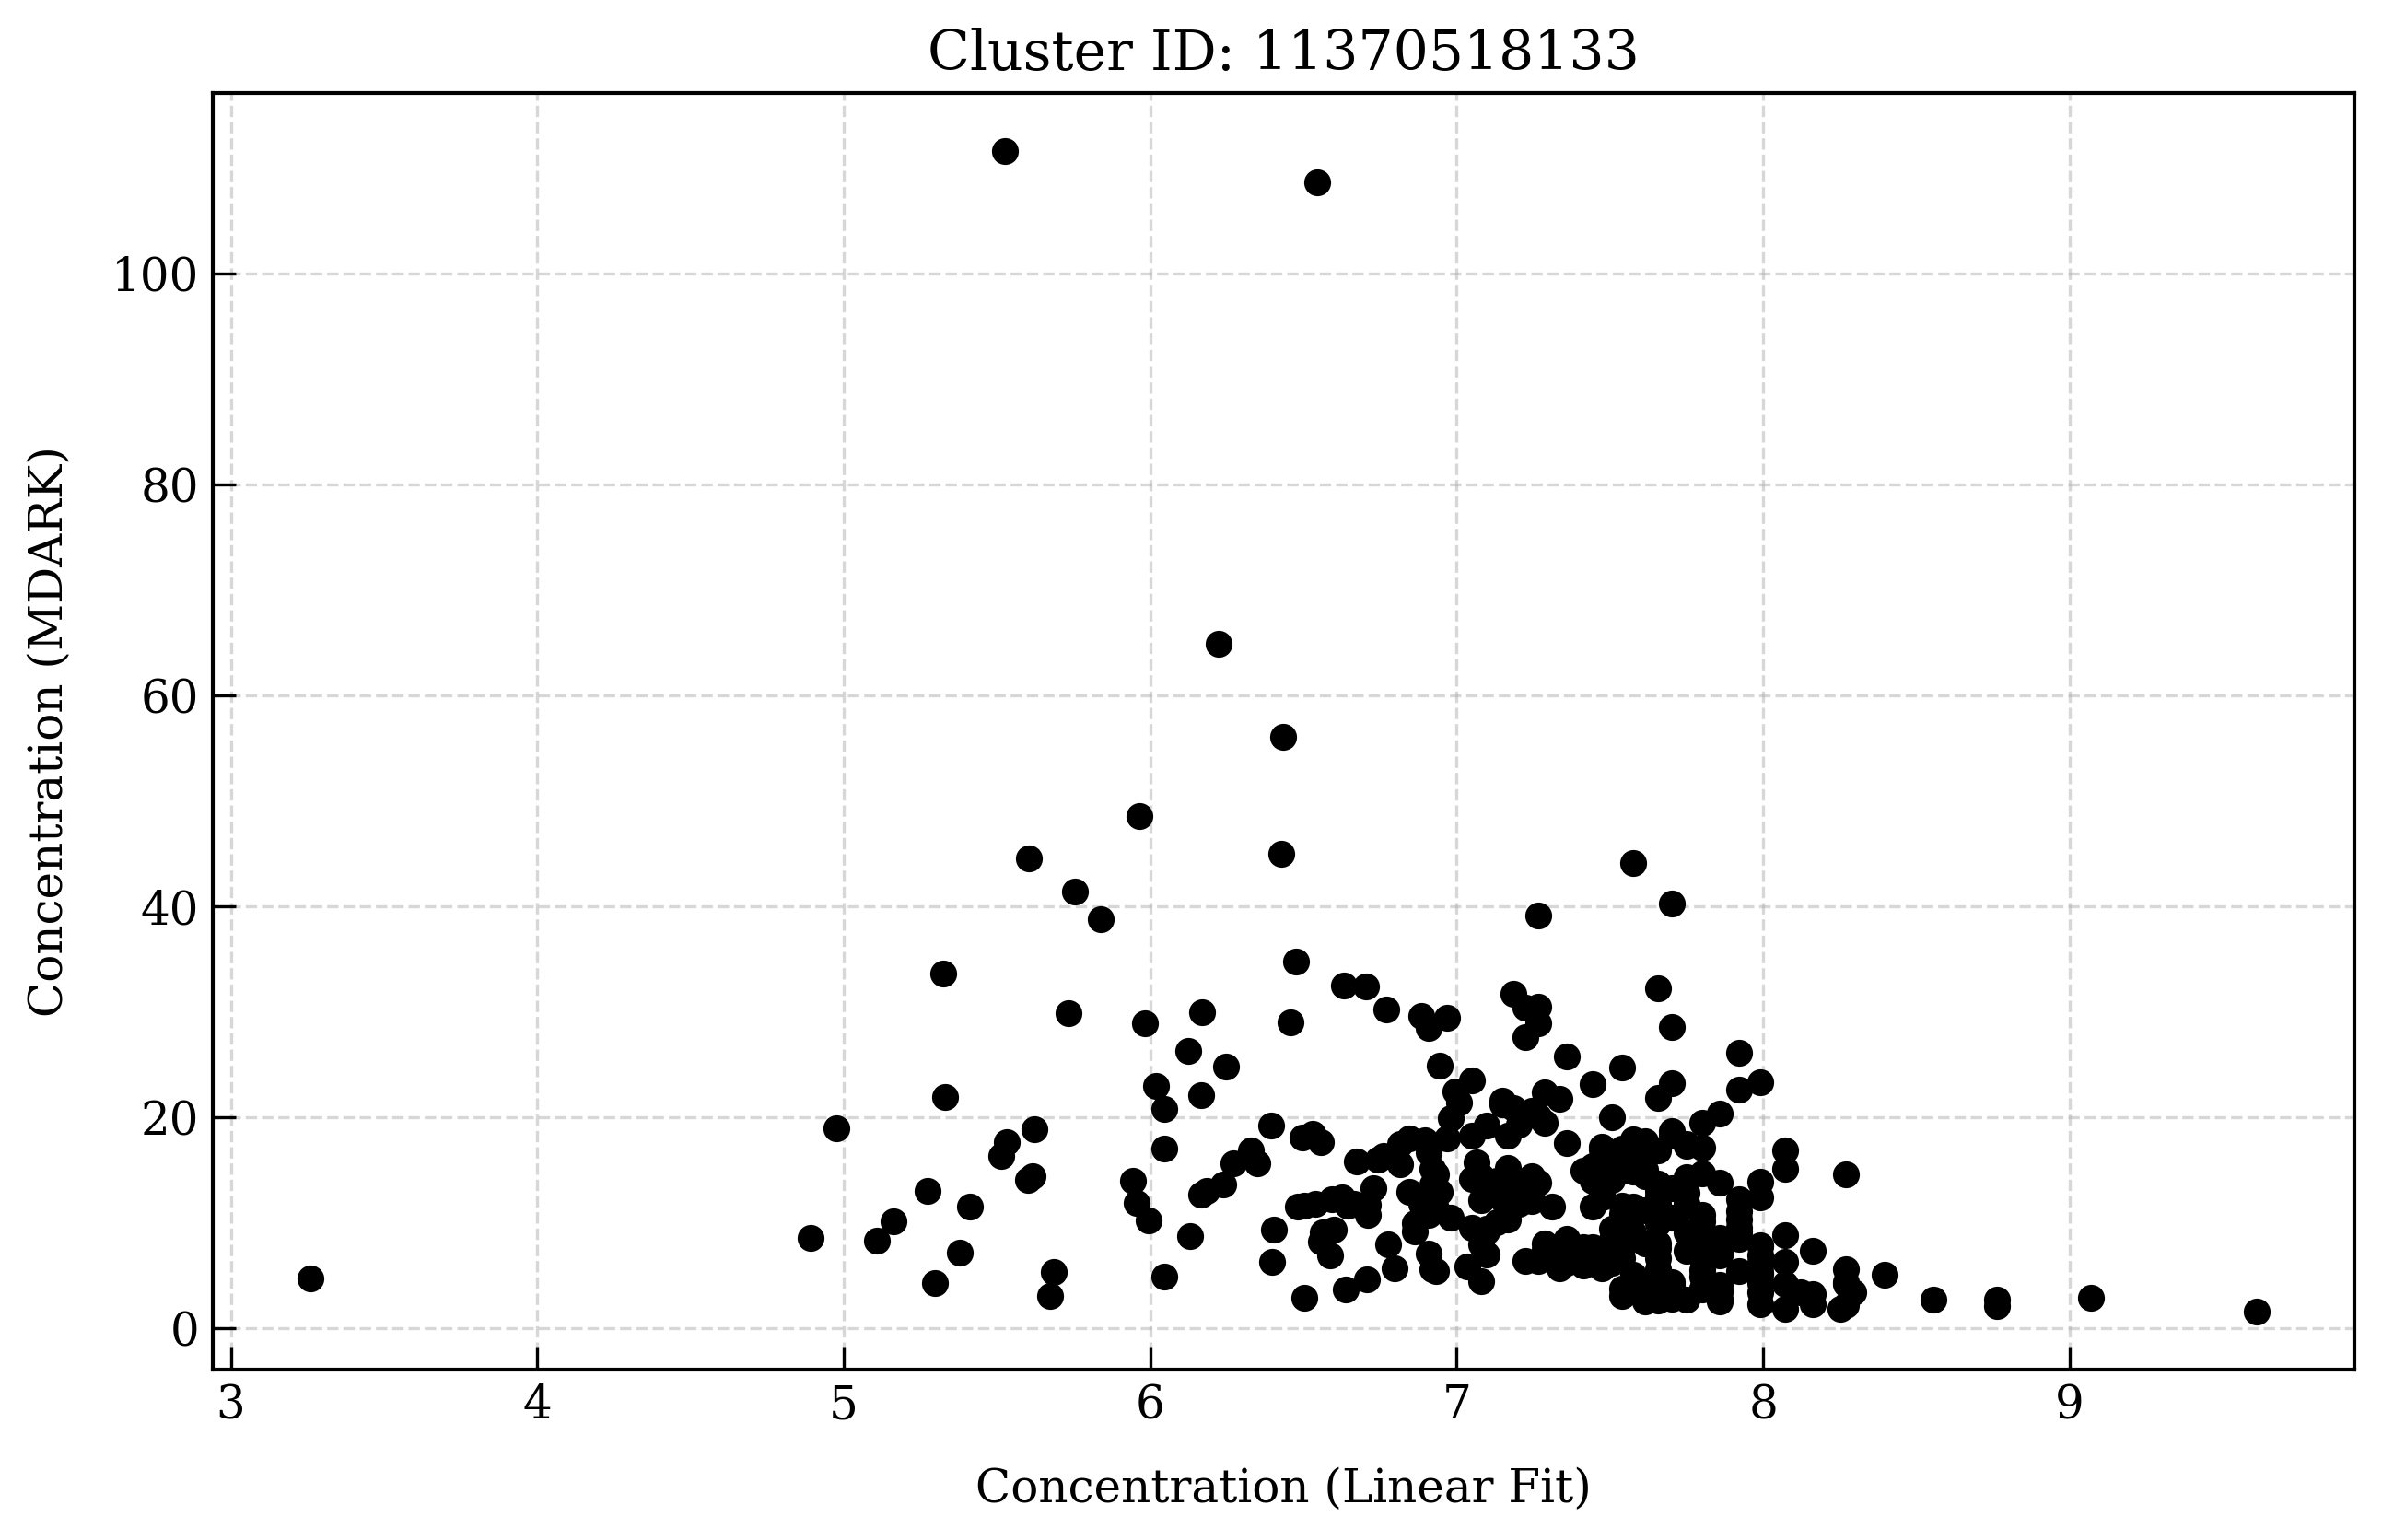 Cluster ID: 11370518133
Concentration (MDARK)
100
80
60
40
20
0
3 4 5 6 7 8 9
Concentration (Linear Fit)